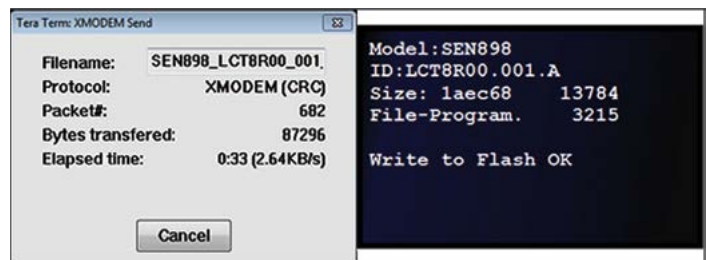 Tera Term: XMODEM Send
Filename: SEN898_LCT8R00_001.
Protocol: XMODEM (CRC)
Packet#: 682
Bytes transfered: 87296
Elapsed time: 0:33 (2.64KB/s)
Cancel
Model:SEN898
ID:LCT8R00.001.A
Size: 1aec68 13784
File-Program. 3215
Write to Flash OK